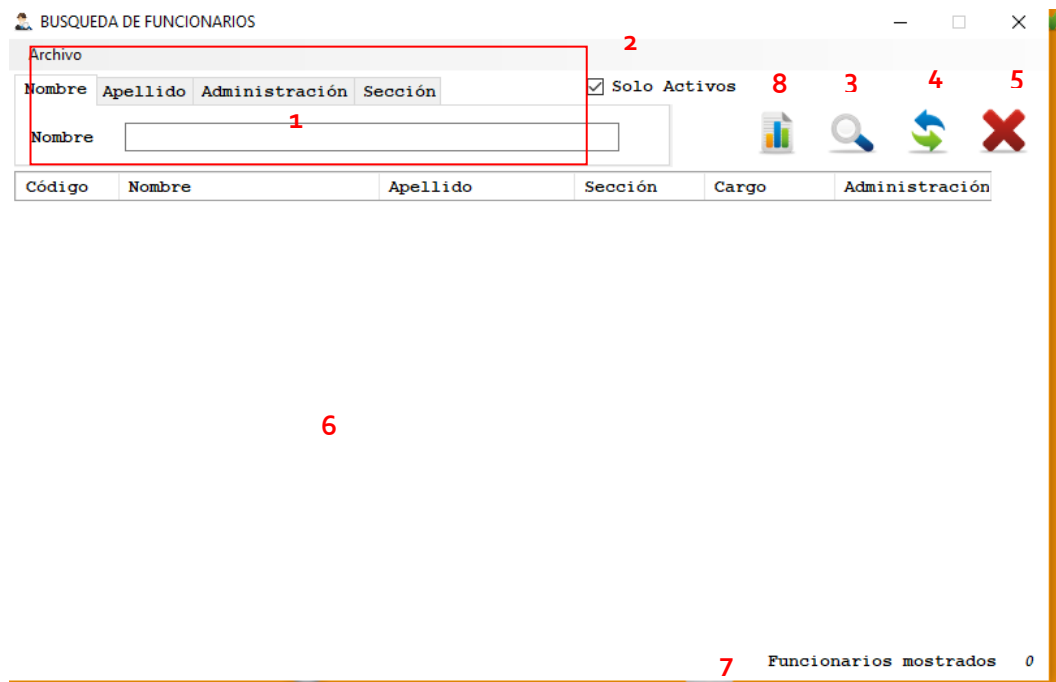 BUSQUEDA DE FUNCIONARIOS
Archivo
2
Nombre Apellido Administración Sección
Solo Activos
8 3 4 5
1
Nombre
Código Nombre Apellido Sección Cargo Administración
6
7 Funcionarios mostrados 0